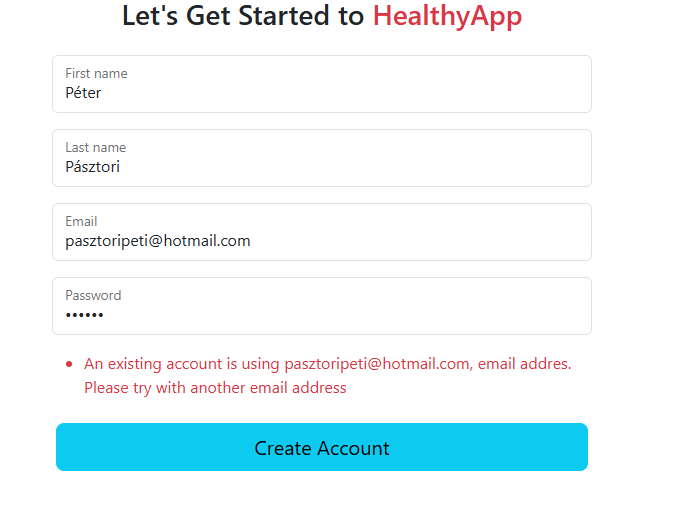 Let's Get Started to HealthyApp
First name
Péter
Last name
Pásztori
Email
pasztoripeti@hotmail.com
Password
••••••
• An existing account is using pasztoripeti@hotmail.com, email addres.
Please try with another email address
Create Account